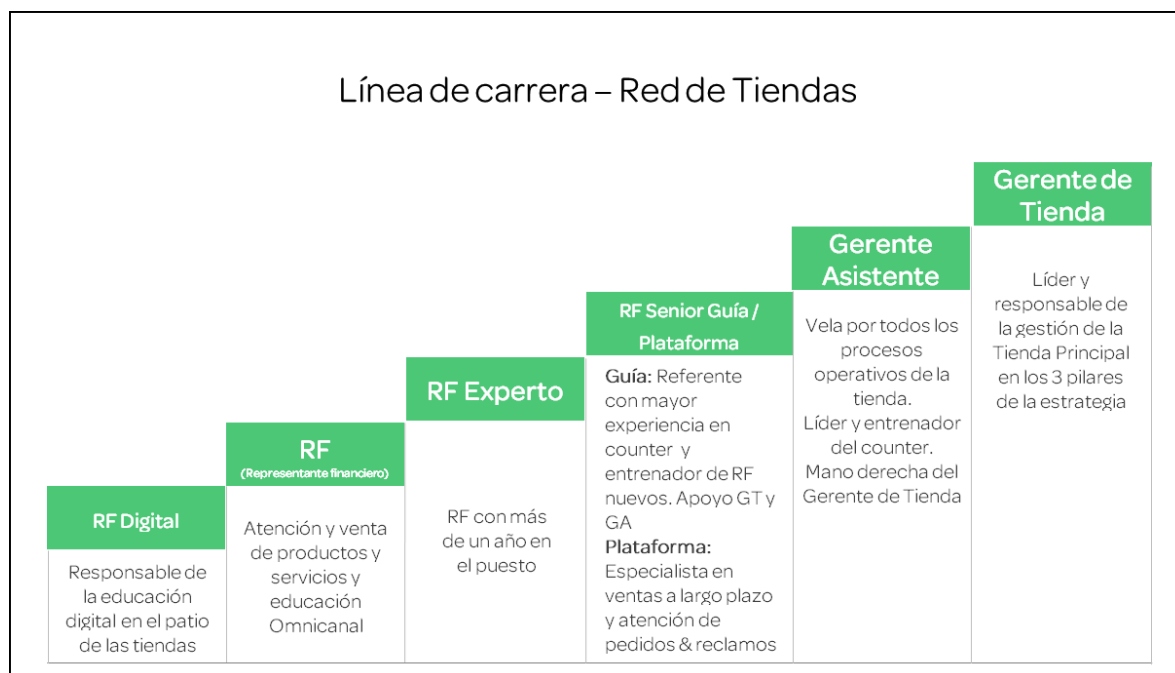 Línea de carrera – Red de Tiendas
RF Digital
Responsable de
la educación
digital en el patio
de las tiendas
RF
(Representante financiero)
Atención y venta
de productos y
servicios y
educación
Omnicanal
RF Experto
RF con más
de un año en
el puesto
RF Senior Guía /
Plataforma
Guía: Referente
con mayor
experiencia en
counter y
entrenador de RF
nuevos. Apoyo GT y
GA
Plataforma:
Especialista en
ventas a largo plazo
y atención de
pedidos & reclamos
Gerente
Asistente
Vela por todos los
procesos
operativos de la
tienda.
Líder y entrenador
del counter.
Mano derecha del
Gerente de Tienda
Gerente de
Tienda
Líder y
responsable de
la gestión de la
Tienda Principal
en los 3 pilares
de la estrategia